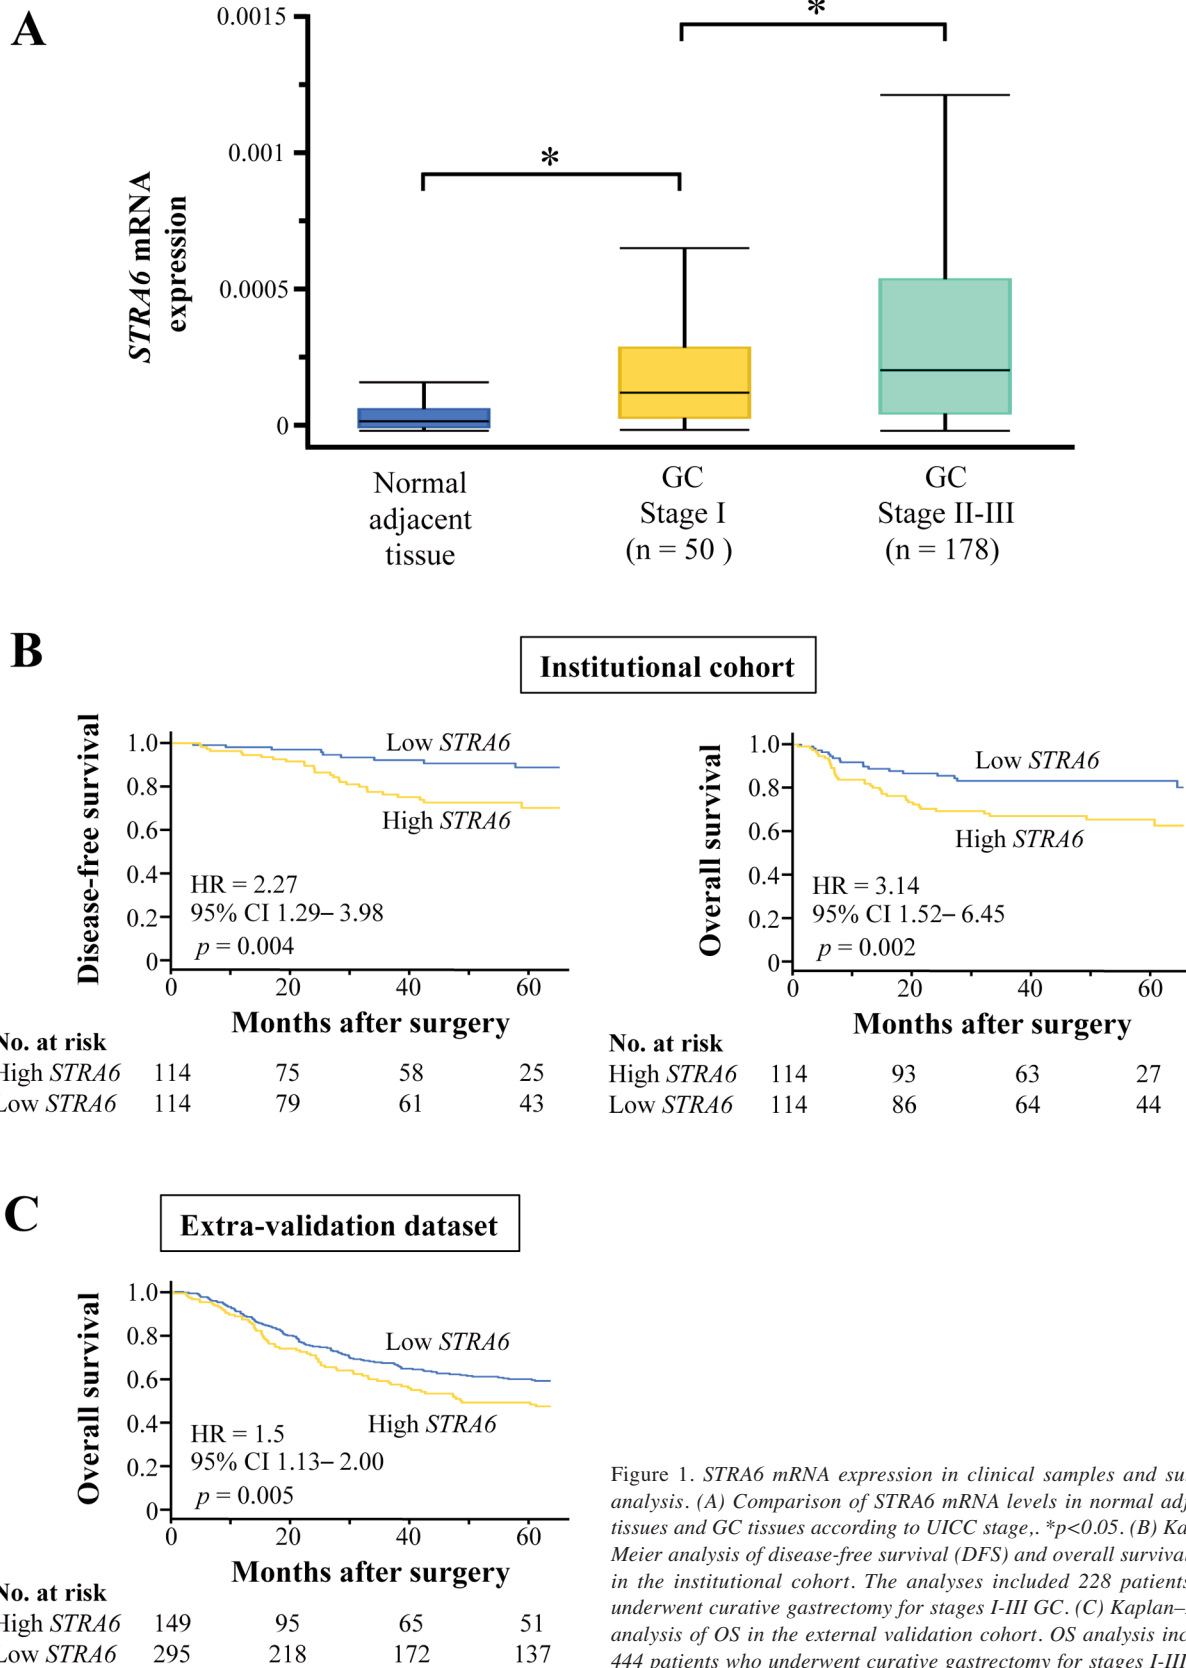 A
0.0015
0.001
0.0005
0
STRA6 mRNA
expression
*
*
Normal
adjacent
tissue
GC
Stage I
(n = 50 )
GC
Stage II-III
(n = 178)
B
Institutional cohort
Disease-free survival
1.0
0.8
0.6
0.4
0.2
0
Low STRA6
High STRA6
HR = 2.27
95% CI 1.29– 3.98
p = 0.004
0 20 40 60
Months after surgery
No. at risk
High STRA6 114 75 58 25
Low STRA6 114 79 61 43
Overall survival
1.0
0.8
0.6
0.4
0.2
0
Low STRA6
High STRA6
HR = 3.14
95% CI 1.52– 6.45
p = 0.002
0 20 40 60
Months after surgery
No. at risk
High STRA6 114 93 63 27
Low STRA6 114 86 64 44
C
Extra-validation dataset
Overall survival
1.0
0.8
0.6
0.4
0.2
0
Low STRA6
High STRA6
HR = 1.5
95% CI 1.13– 2.00
p = 0.005
0 20 40 60
Months after surgery
No. at risk
High STRA6 149 95 65 51
Low STRA6 295 218 172 137
Figure 1. STRA6 mRNA expression in clinical samples and
analysis. (A) Comparison of STRA6 mRNA levels in normal
tissues and GC tissues according to UICC stage,. *p<0.05. (B)
Meier analysis of disease-free survival (DFS) and overall survival
in the institutional cohort. The analyses included 228 patients
underwent curative gastrectomy for stages I-III GC. (C) Kaplan–
analysis of OS in the external validation cohort. OS analysis
444 patients who underwent curative gastrectomy for stages I-III